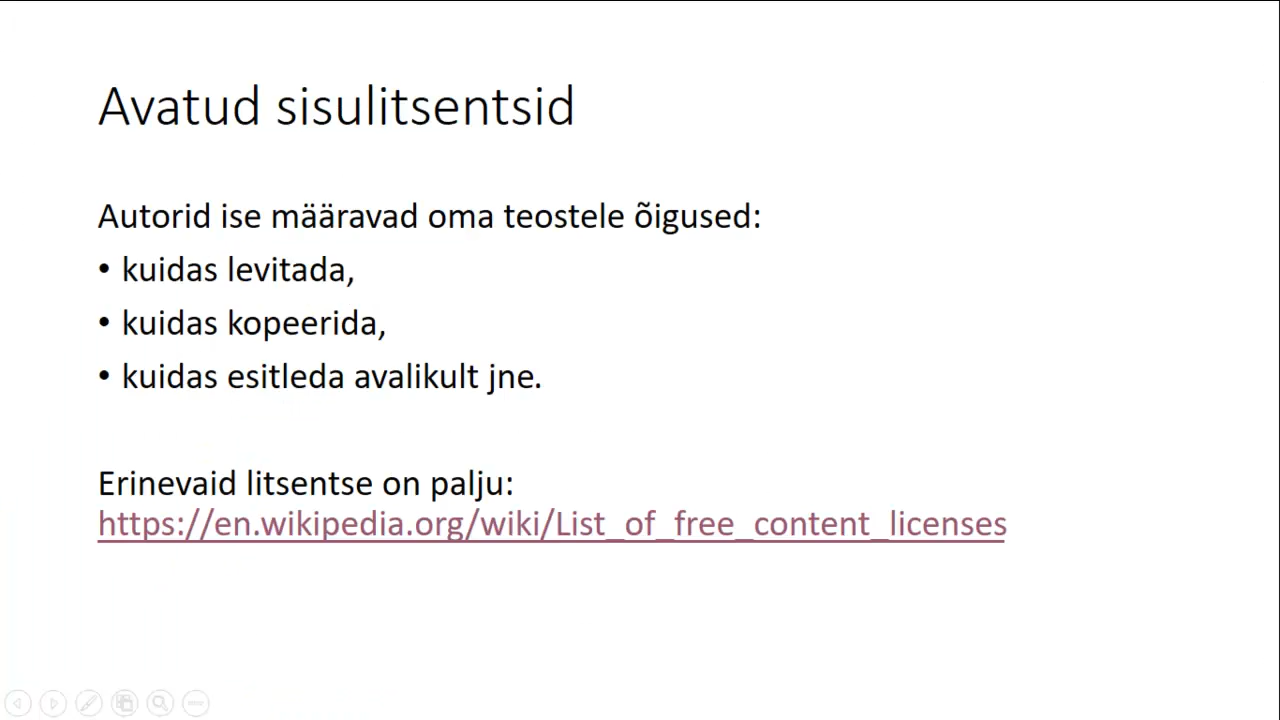 Avatud sisulitsentsid
Autorid ise määravad oma teostele õigused:
• kuidas levitada,
• kuidas kopeerida,
• kuidas esitleda avalikult jne.
Erinevaid litsentse on palju:
https://en.wikipedia.org/wiki/List_of_free_content_licenses